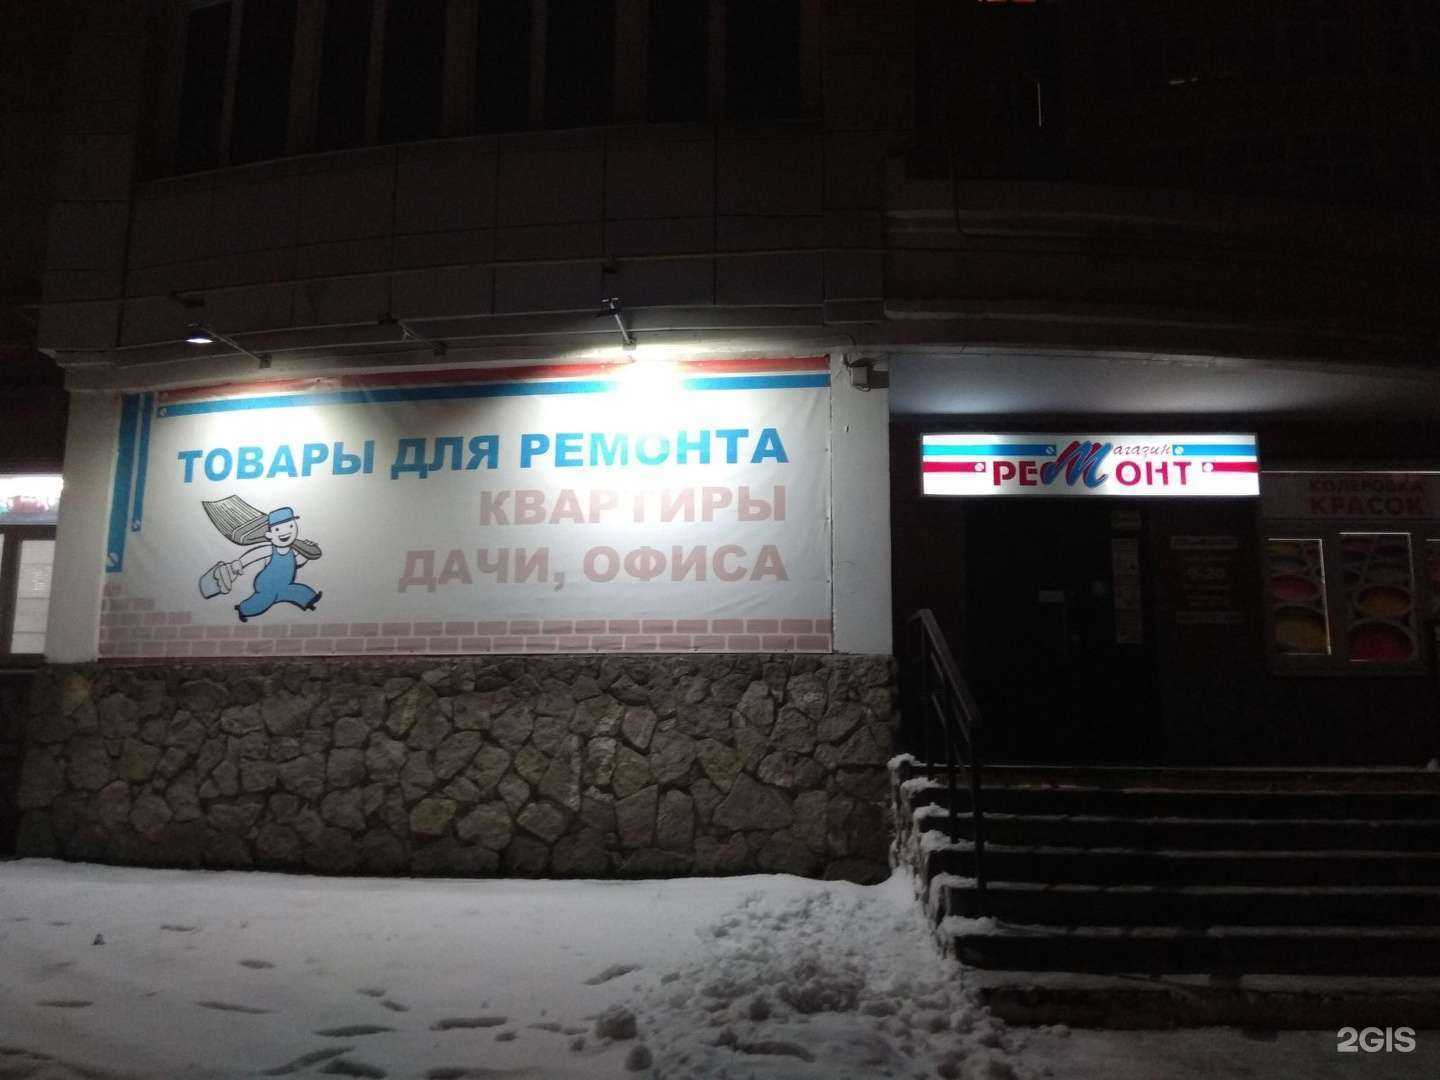 ТОВАРЫ ДЛЯ РЕМОНТА
КВАРТИРЫ
ДАЧИ, ОФИСА
Магазин
РЕМОНТ
КОЛЕРОВКА
КРАСОК
2GIS